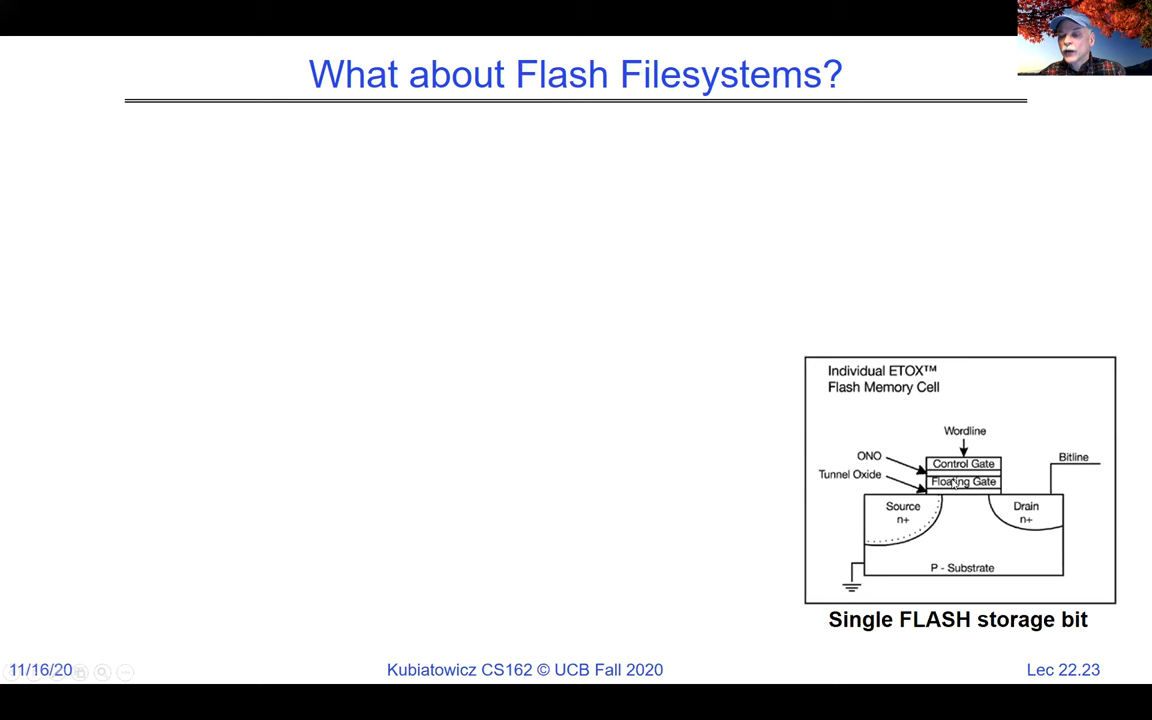 What about Flash Filesystems?
Individual ETOX™
Flash Memory Cell
Wordline
ONO
Control Gate
Bitline
Tunnel Oxide
Floating Gate
Source
n+
Drain
n+
P - Substrate
Single FLASH storage bit
11/16/20
Kubiatowicz CS162 © UCB Fall 2020
Lec 22.23